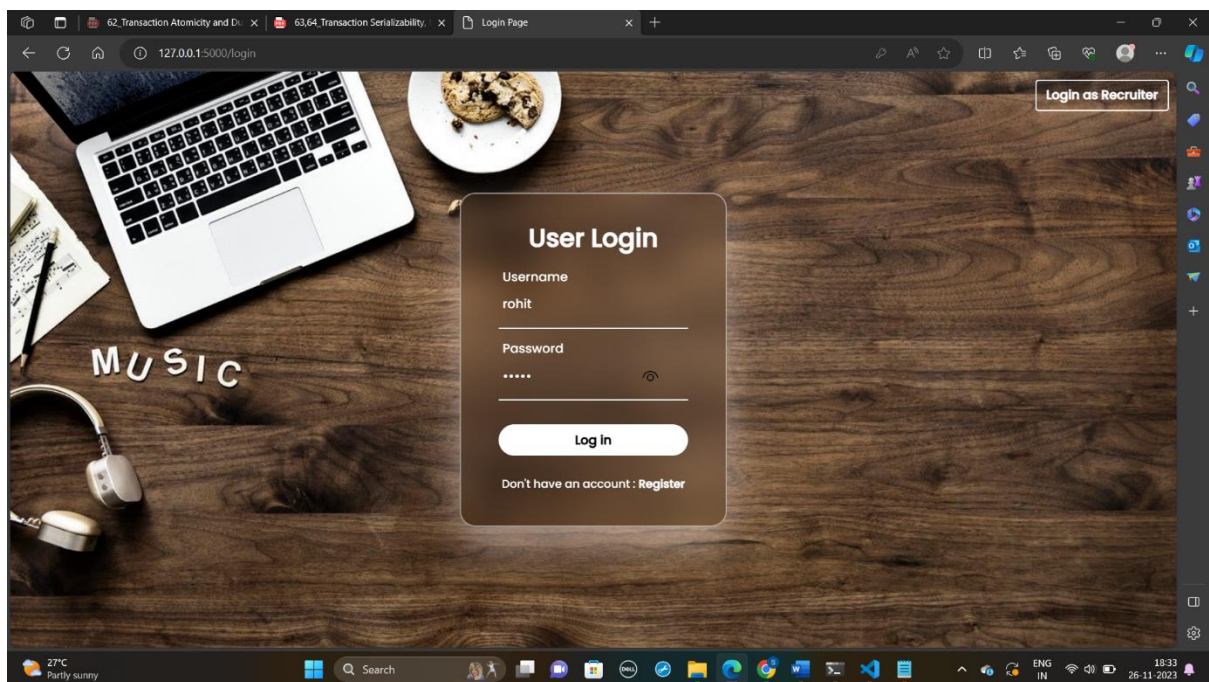 62_Transaction Atomicity and Du
63,64_Transaction Serializability,
Login Page
127.0.0.1:5000/login
Login as Recruiter
User Login
Username
rohit
Password
•••••
Log in
Don't have an account : Register
MUSIC
27°C
Partly sunny
Search
DELL
ENG
IN
18:33
26-11-2023